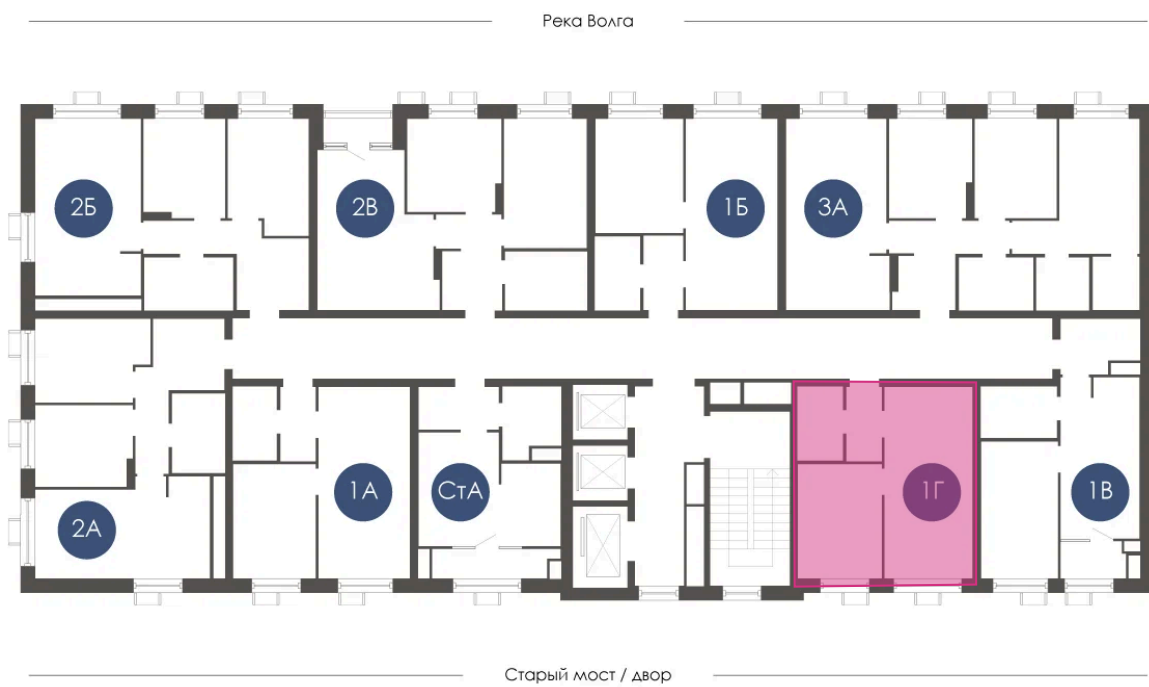 Река Волга
2Б
2В
1Б
3А
2А
1А
СтА
1Г
1В
Старый мост / двор